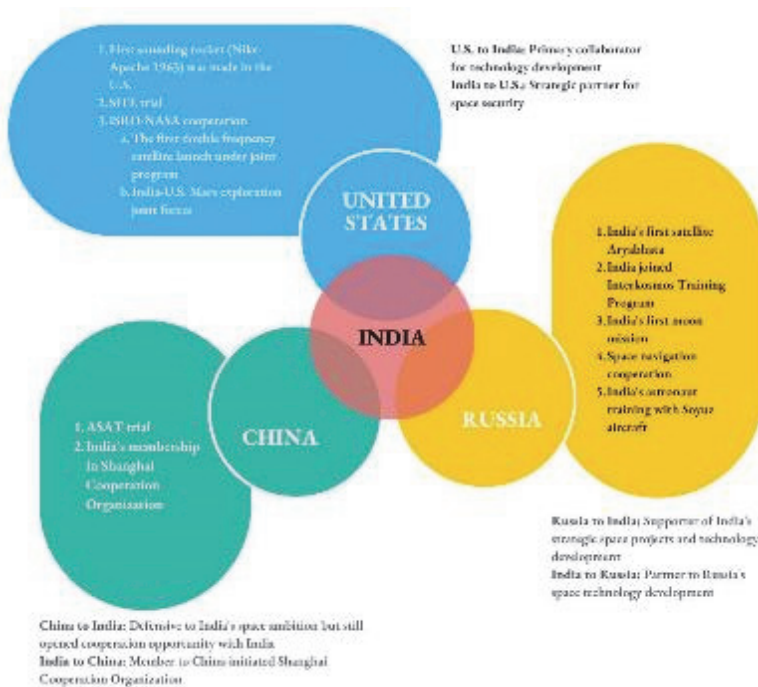 1. First sounding rocket (Nike
Apache 1963) was made in the
U.S.
2. SITE trial
3. ISRO-NASA cooperation
a. The first double frequency
satellite launch under joint
program
b. India-U.S. Mars exploration
joint forces
U.S. to India: Primary collaborator
for technology development
India to U.S.: Strategic partner for
space security
UNITED
STATES
INDIA
CHINA
RUSSIA
1. India's first satellite
Aryabhata
2. India joined
Interkosmos Training
Program
3. India's first moon
mission
4. Space navigation
cooperation
5. India's astronaut
training with Soyuz
aircraft
1. ASAT trial
2. India's membership
in Shanghai
Cooperation
Organization
Russia to India: Supporter of India's
strategic space projects and technology
development
India to Russia: Partner to Russia's
space technology development
China to India: Defensive to India's space ambition but still
opened cooperation opportunity with India
India to China: Member to China-initiated Shanghai
Cooperation Organization